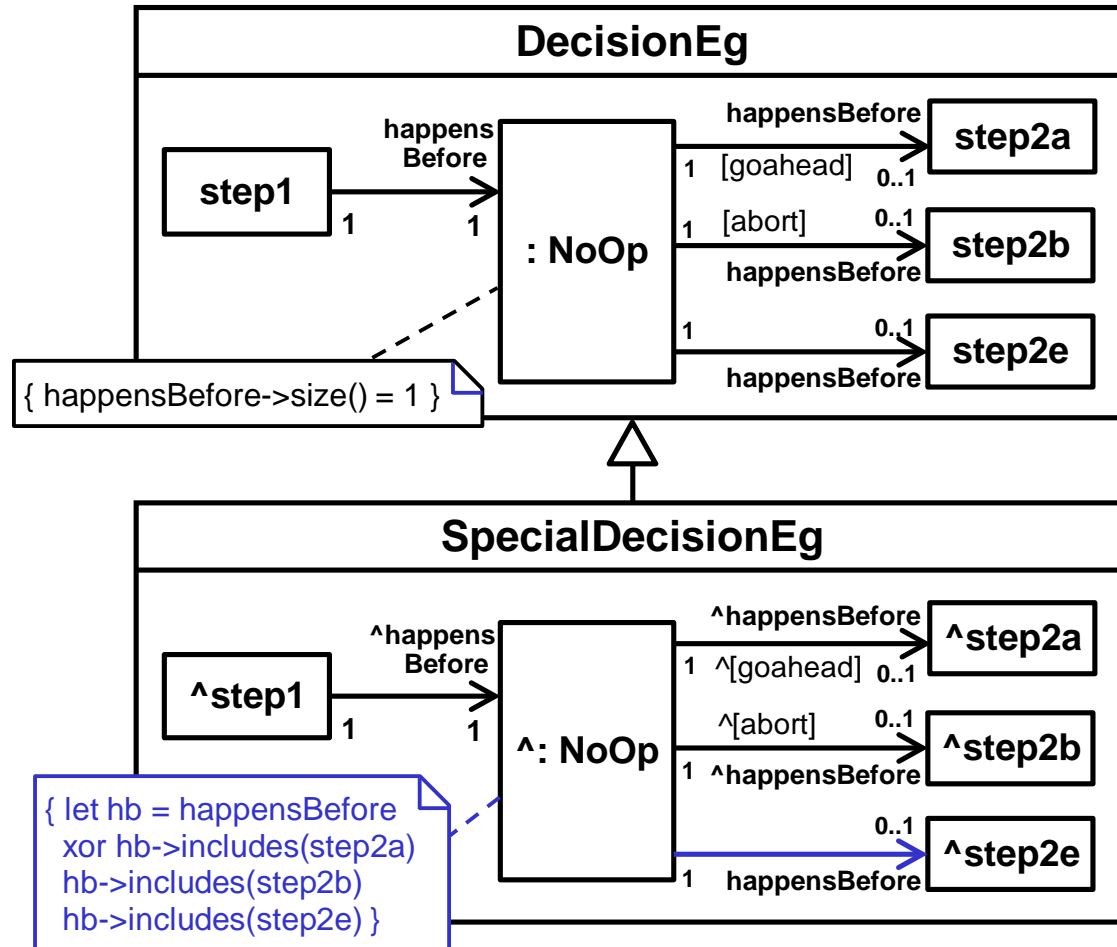 DecisionEg
happens
Before
step1
1
1
: NoOp
happensBefore
1
[goahead]
0..1
step2a
1
[abort]
0..1
happensBefore
step2b
1
0..1
happensBefore
step2e
{ happensBefore->size() = 1 }
SpecialDecisionEg
^happens
Before
^step1
1
1
^: NoOp
^happensBefore
1
^[goahead]
0..1
^step2a
^[abort]
0..1
1
^happensBefore
^step2b
0..1
1
happensBefore
^step2e
{ let hb = happensBefore
xor hb->includes(step2a)
hb->includes(step2b)
hb->includes(step2e) }